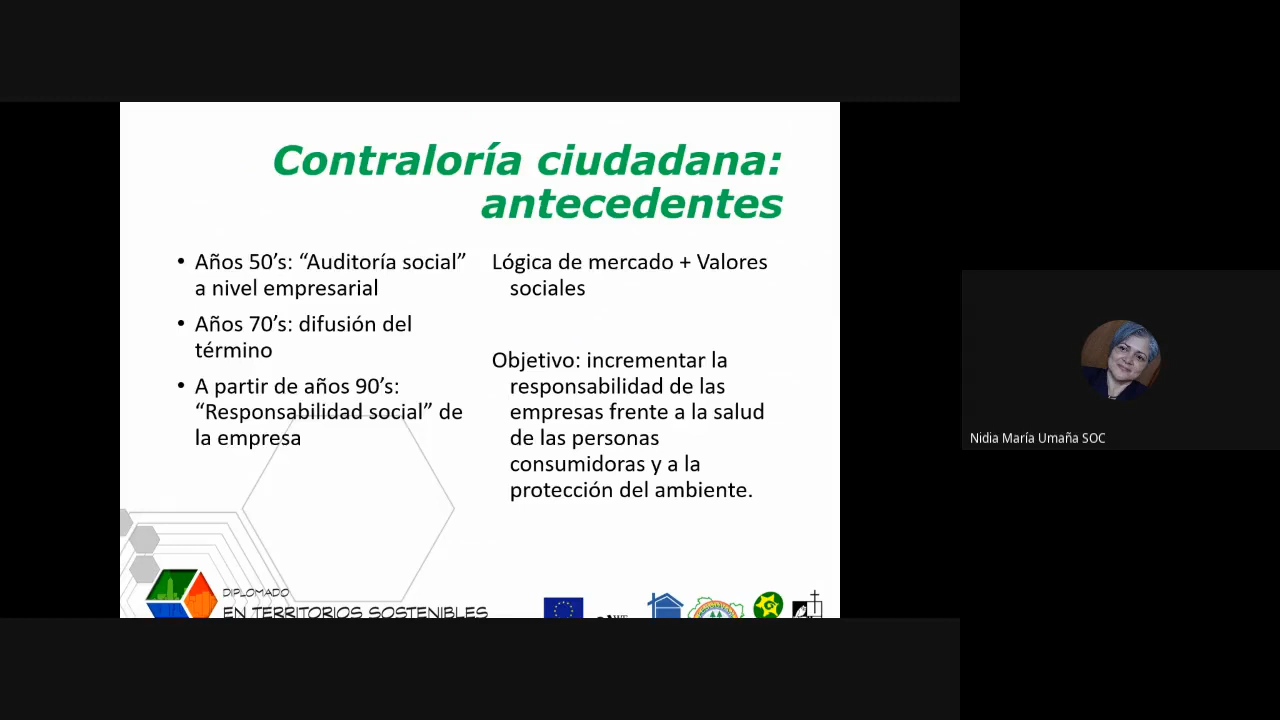 Contraloría ciudadana:
antecedentes
• Años 50’s: “Auditoría social”
a nivel empresarial
• Años 70’s: difusión del
término
• A partir de años 90’s:
“Responsabilidad social” de
la empresa
Lógica de mercado + Valores
sociales
Objetivo: incrementar la
responsabilidad de las
empresas frente a la salud
de las personas
consumidoras y a la
protección del ambiente.
DIPLOMADO
EN TERRITORIOS SOSTENIBLES
Nidia María Umaña SOC